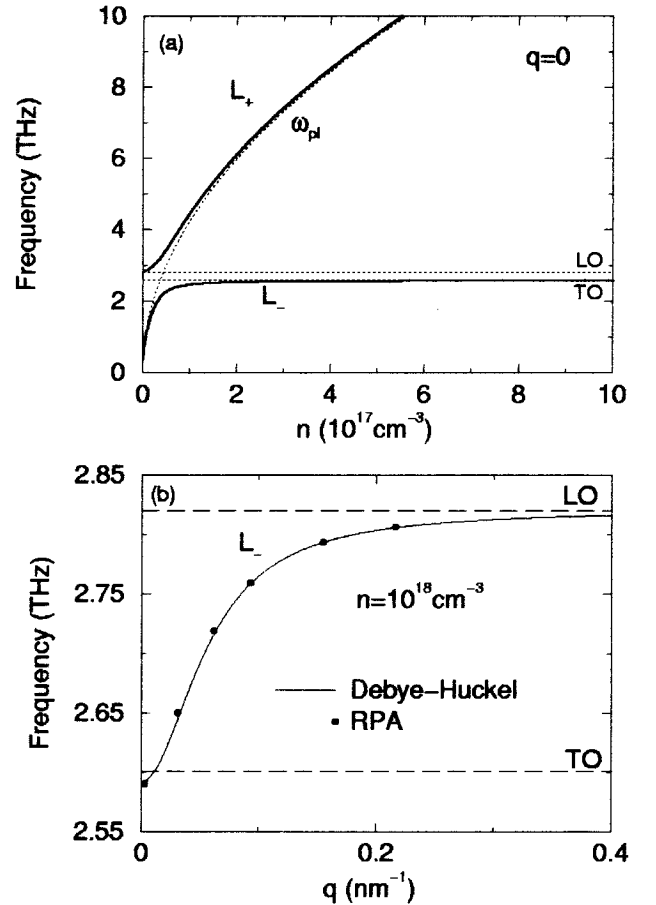 10
(a)
q=0
8
L+
ωpl
6
4
LO
2
L−
TO
0
0 2 4 6 8 10
Frequency (THz)
n (10¹⁷cm⁻³)
2.85
(b)
LO
L−
2.75
n=10¹⁸cm⁻³
Debye−Huckel
RPA
2.65
TO
2.55
0 0.2 0.4
Frequency (THz)
q (nm⁻¹)